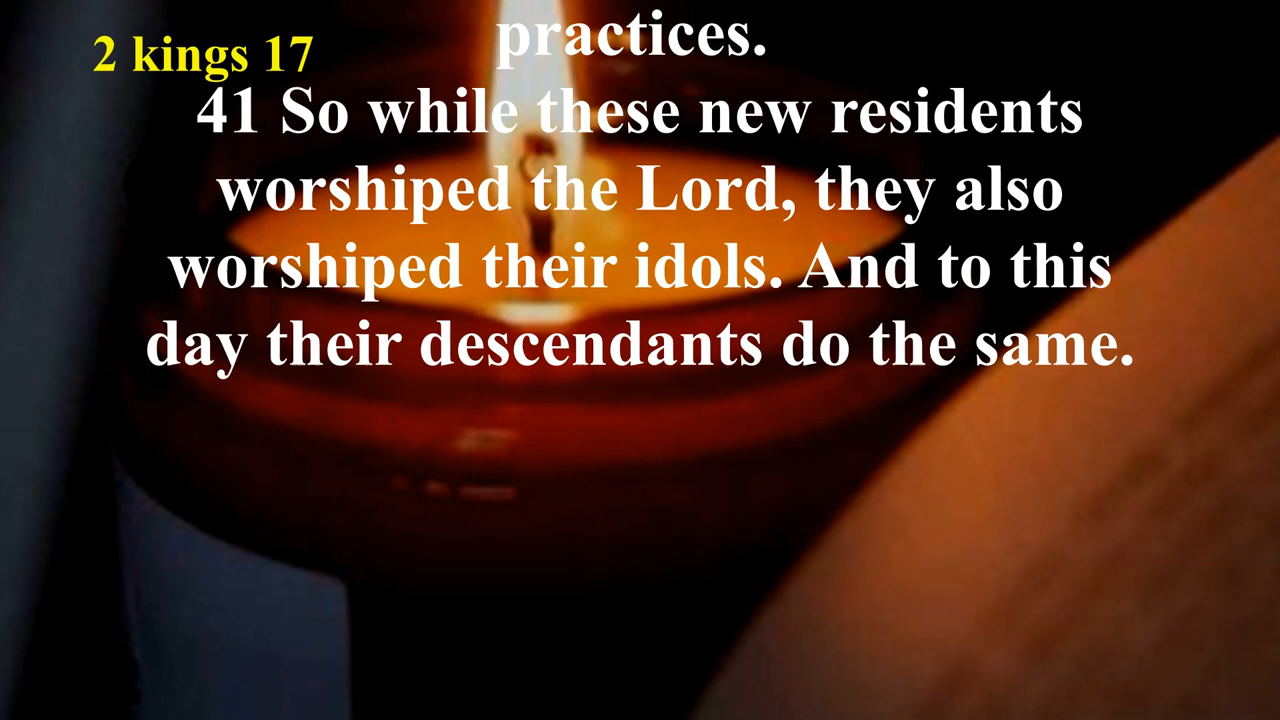 practices.
2 kings 17
41 So while these new residents
worshiped the Lord, they also
worshiped their idols. And to this
day their descendants do the same.